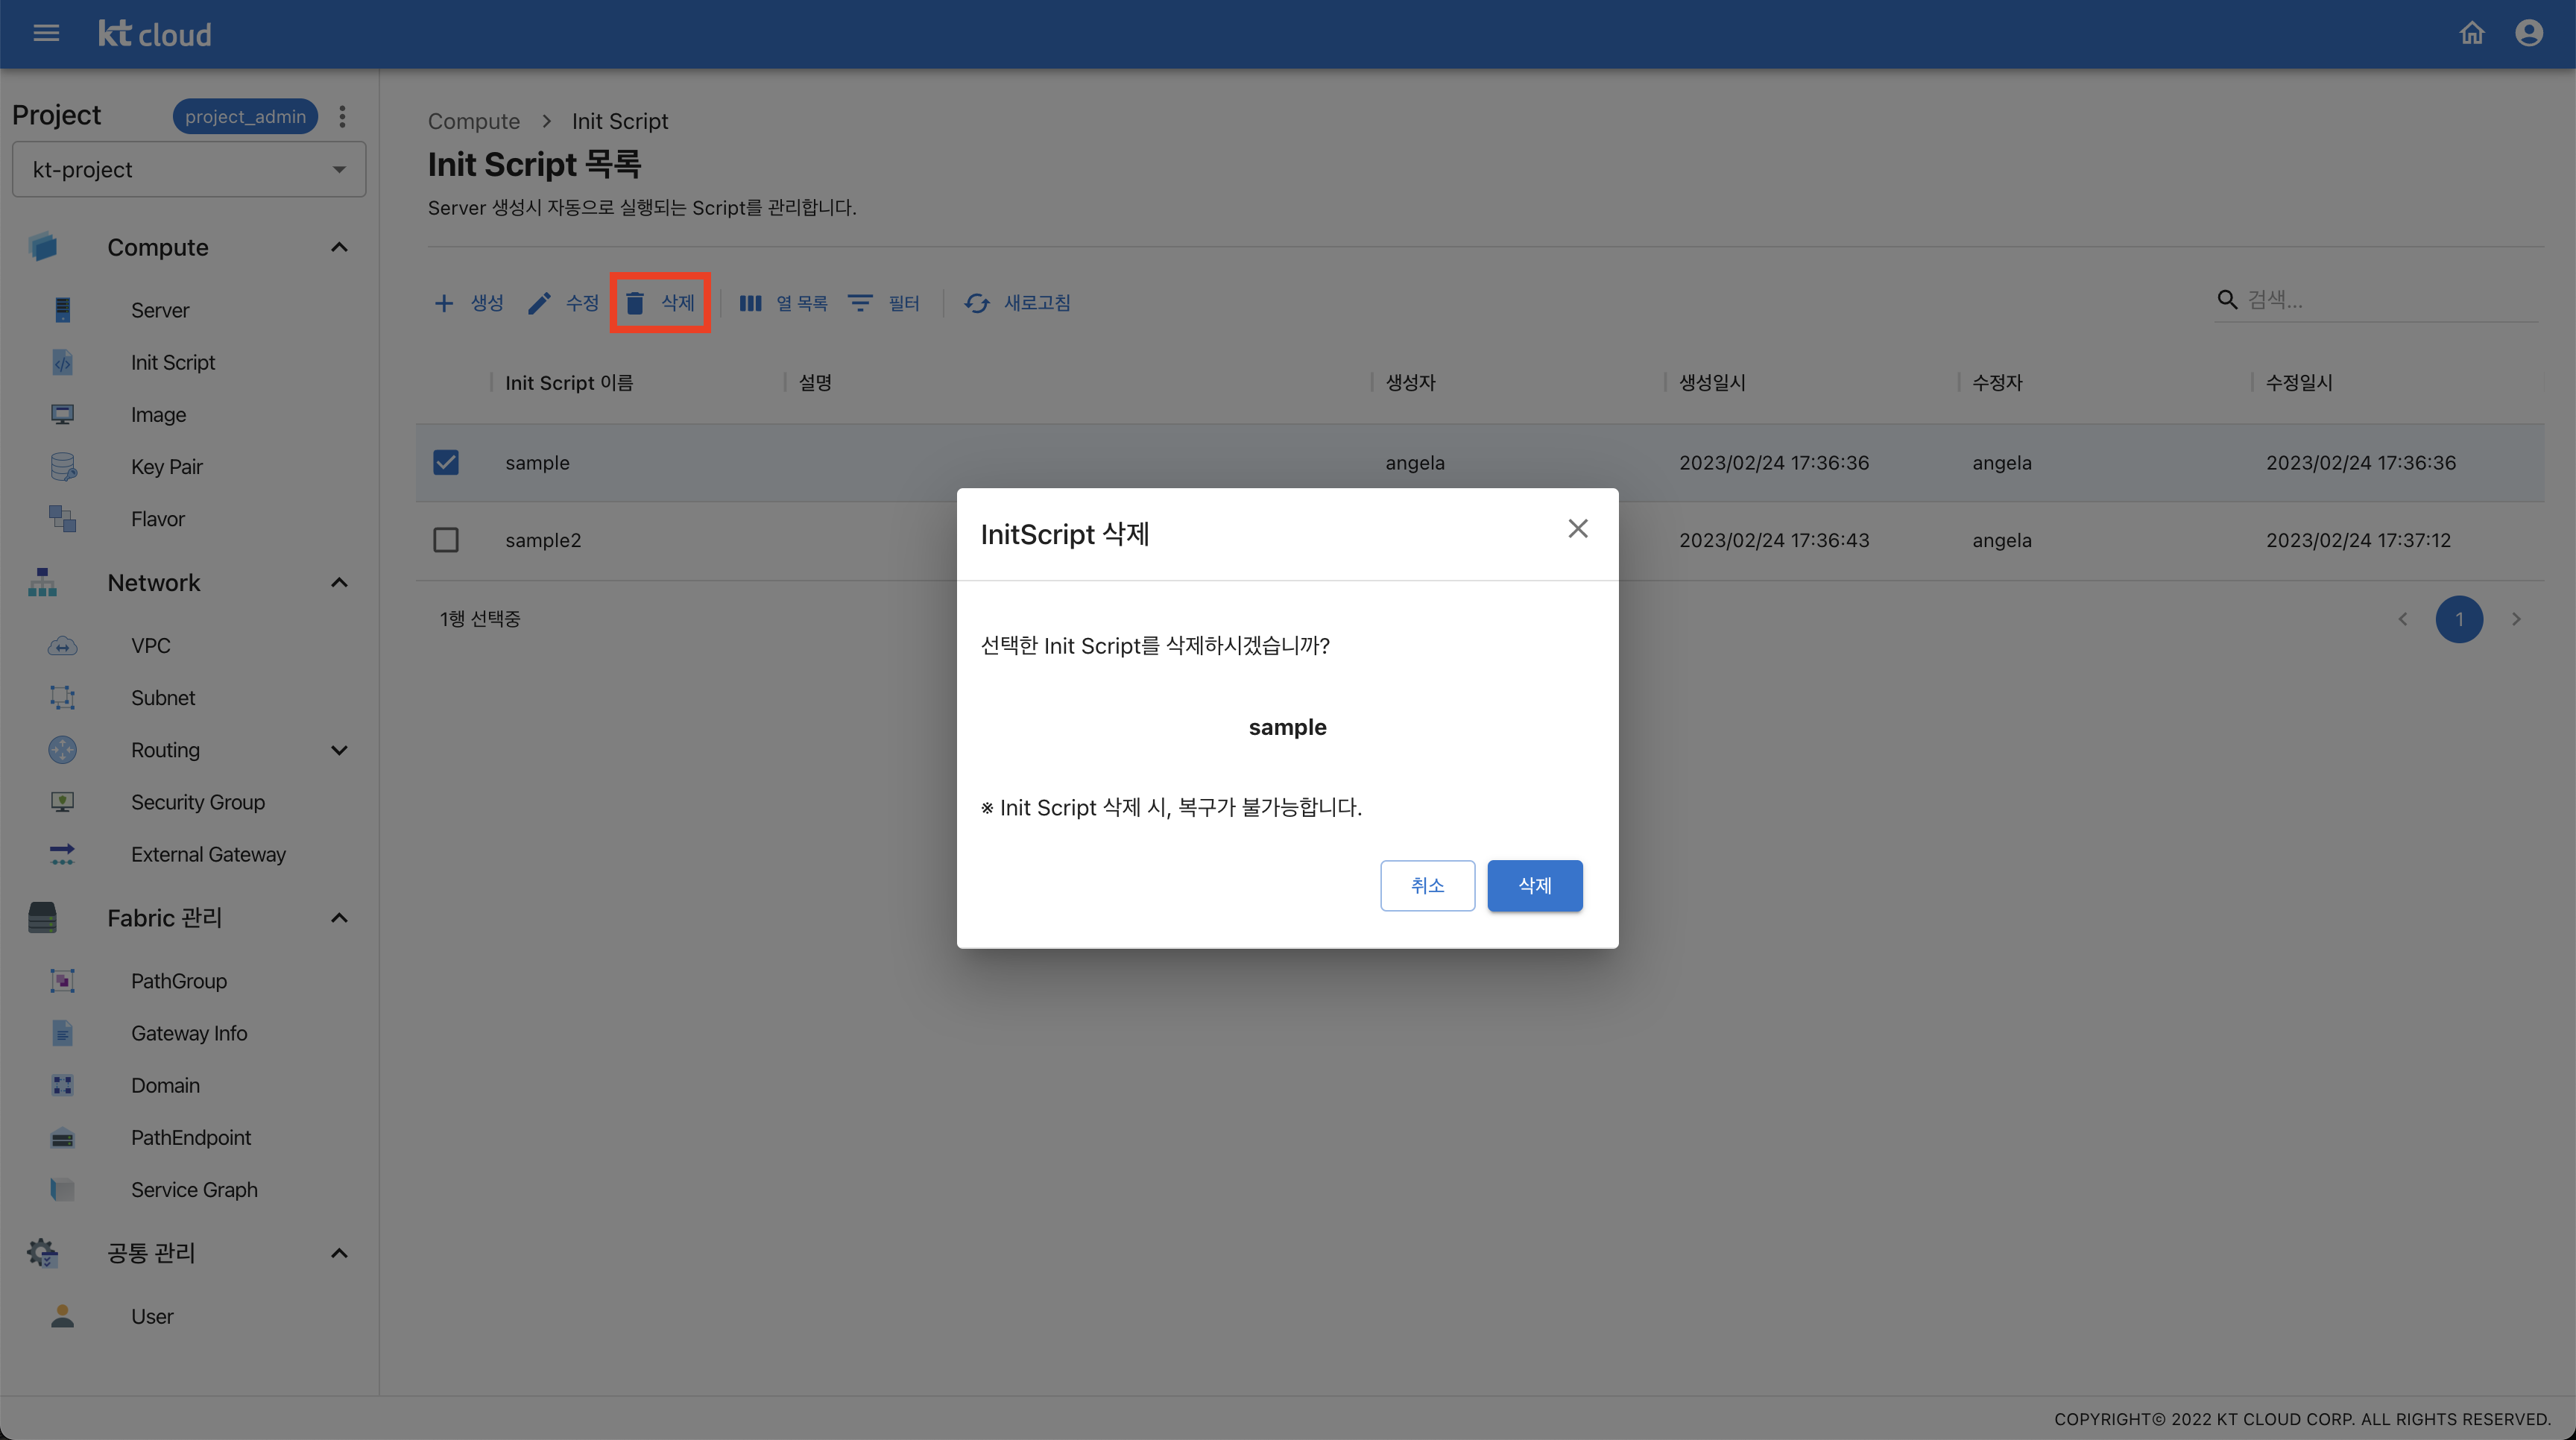 kt cloud
Project
project_admin
kt-project
Compute
Server
Init Script
Image
Key Pair
Flavor
Network
VPC
Subnet
Routing
Security Group
External Gateway
Fabric 관리
PathGroup
Gateway Info
Domain
PathEndpoint
Service Graph
공통 관리
User
Compute > Init Script
Init Script 목록
Server 생성시 자동으로 실행되는 Script를 관리합니다.
생성 수정 삭제 열 목록 필터 새로고침 검색...
Init Script 이름 설명 생성자 생성일시 수정자 수정일시
sample angela 2023/02/24 17:36:36 angela 2023/02/24 17:36:36
sample2 2023/02/24 17:36:43 angela 2023/02/24 17:37:12
1행 선택중
1
InitScript 삭제
선택한 Init Script를 삭제하시겠습니까?
sample
※ Init Script 삭제 시, 복구가 불가능합니다.
취소 삭제
COPYRIGHT© 2022 KT CLOUD CORP. ALL RIGHTS RESERVED.